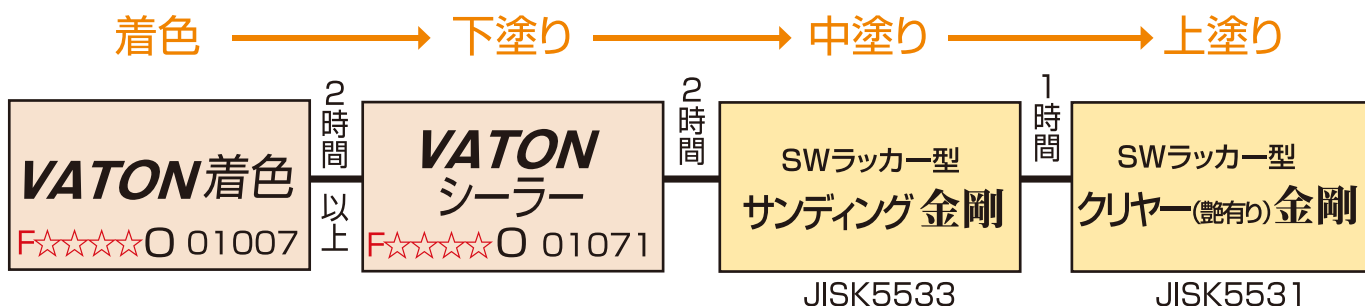 着色
下塗り
中塗り
上塗り
VATON着色
F☆☆☆☆O 01007
2時間
以上
VATON
シーラー
F☆☆☆☆O 01071
2時間
SWラッカー型
サンディング 金剛
JISK5533
1時間
SWラッカー型
クリヤー(艶有り)金剛
JISK5531